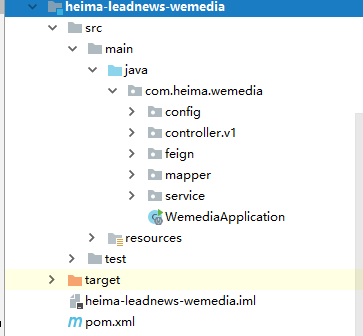 heima-leadnews-wemedia
src
main
java
com.heima.wemedia
config
controller.v1
feign
mapper
service
WemediaApplication
resources
test
target
heima-leadnews-wemedia.iml
pom.xml